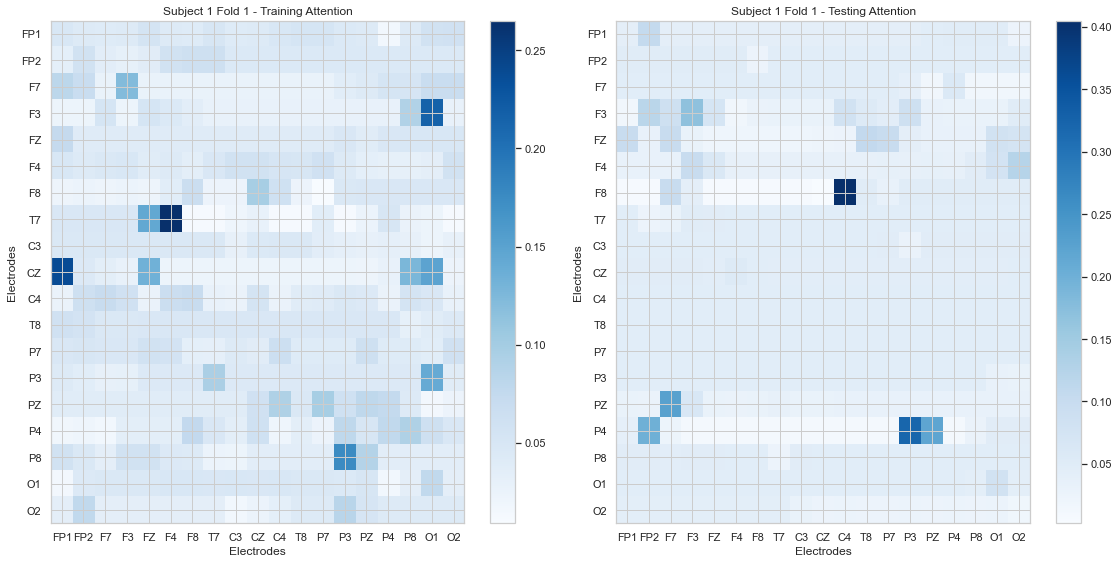 Subject 1 Fold 1 - Training Attention
FP1
FP2
F7
F3
FZ
F4
F8
T7
C3
CZ
C4
T8
P7
P3
PZ
P4
P8
O1
O2
Electrodes
FP1 FP2 F7 F3 FZ F4 F8 T7 C3 CZ C4 T8 P7 P3 PZ P4 P8 O1 O2
Electrodes
0.25
0.20
0.15
0.10
0.05
Subject 1 Fold 1 - Testing Attention
FP1
FP2
F7
F3
FZ
F4
F8
T7
C3
CZ
C4
T8
P7
P3
PZ
P4
P8
O1
O2
Electrodes
FP1 FP2 F7 F3 FZ F4 F8 T7 C3 CZ C4 T8 P7 P3 PZ P4 P8 O1 O2
Electrodes
0.40
0.35
0.30
0.25
0.20
0.15
0.10
0.05